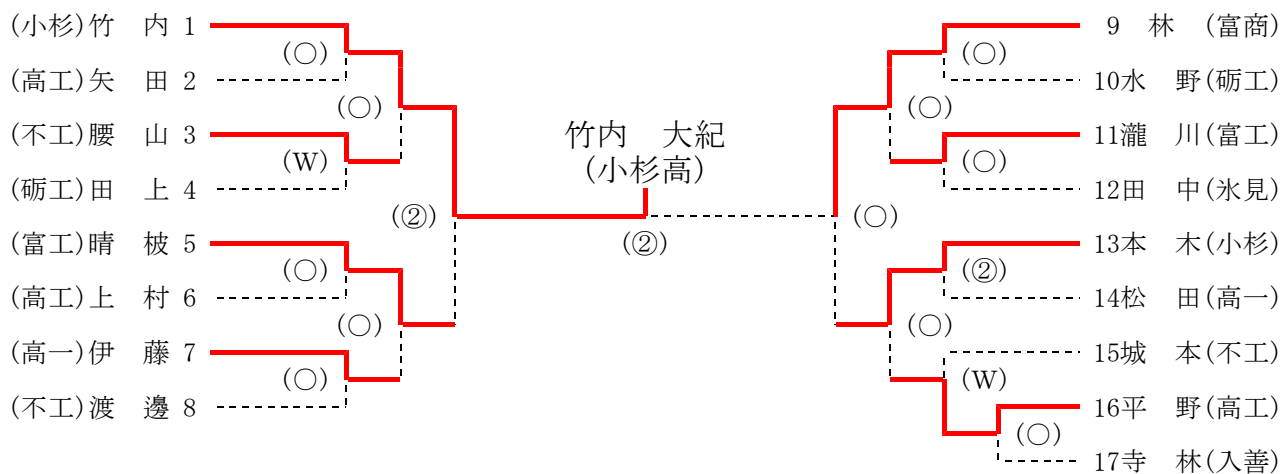 (小杉)竹　内 1
(○)
(高工)矢　田 2
(○)
(不工)腰　山 3
(W)
(砺工)田　上 4
(②)
(富工)晴　柀 5
(○)
(高工)上　村 6
(○)
(高一)伊　藤 7
(○)
(不工)渡　邊 8
竹内　大紀
(小杉高)
(②)
9　林　(富商)
(○)
10水　野(砺工)
(○)
11瀧　川(富工)
(○)
12田　中(氷見)
(○)
13本　木(小杉)
(②)
14松　田(高一)
(○)
15城　本(不工)
(W)
16平　野(高工)
(○)
17寺　林(入善)